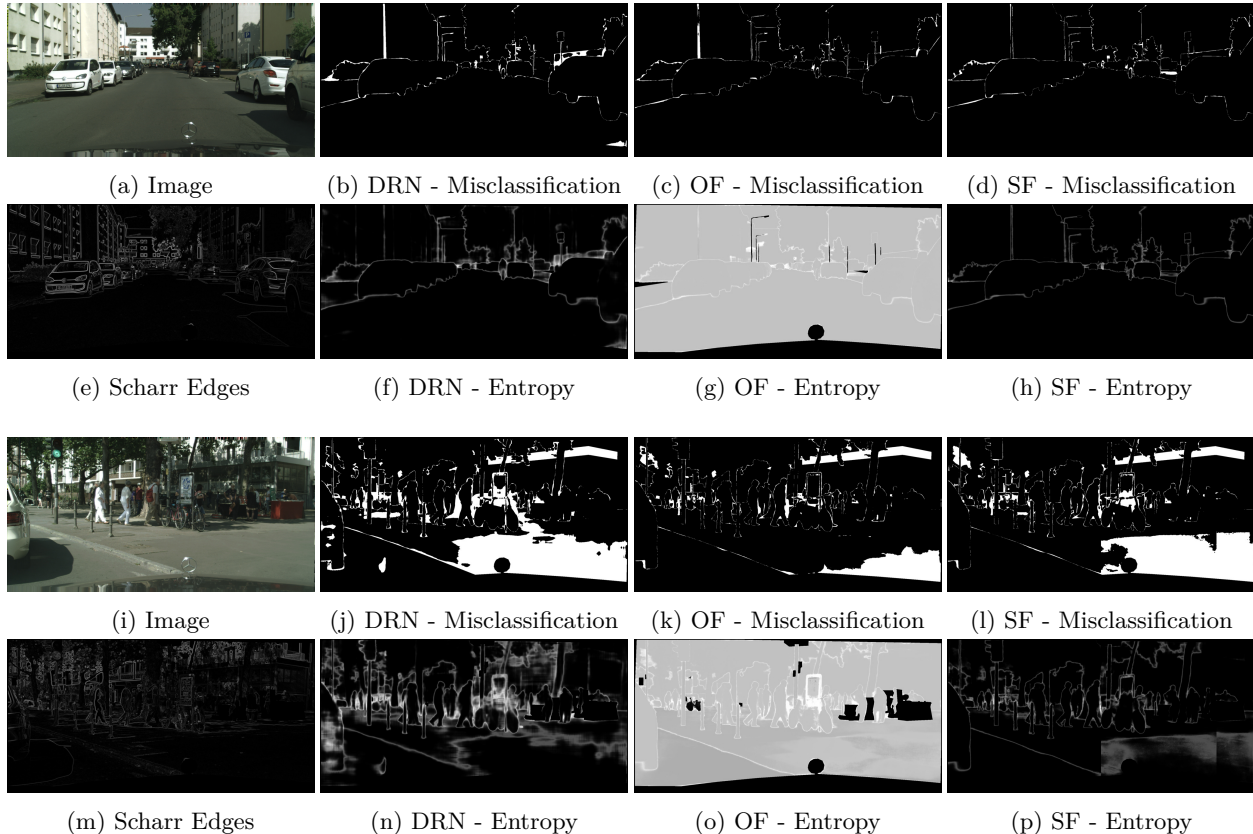 (a) Image
(b) DRN - Misclassification
(c) OF - Misclassification
(d) SF - Misclassification
(e) Scharr Edges
(f) DRN - Entropy
(g) OF - Entropy
(h) SF - Entropy
(i) Image
(j) DRN - Misclassification
(k) OF - Misclassification
(l) SF - Misclassification
(m) Scharr Edges
(n) DRN - Entropy
(o) OF - Entropy
(p) SF - Entropy